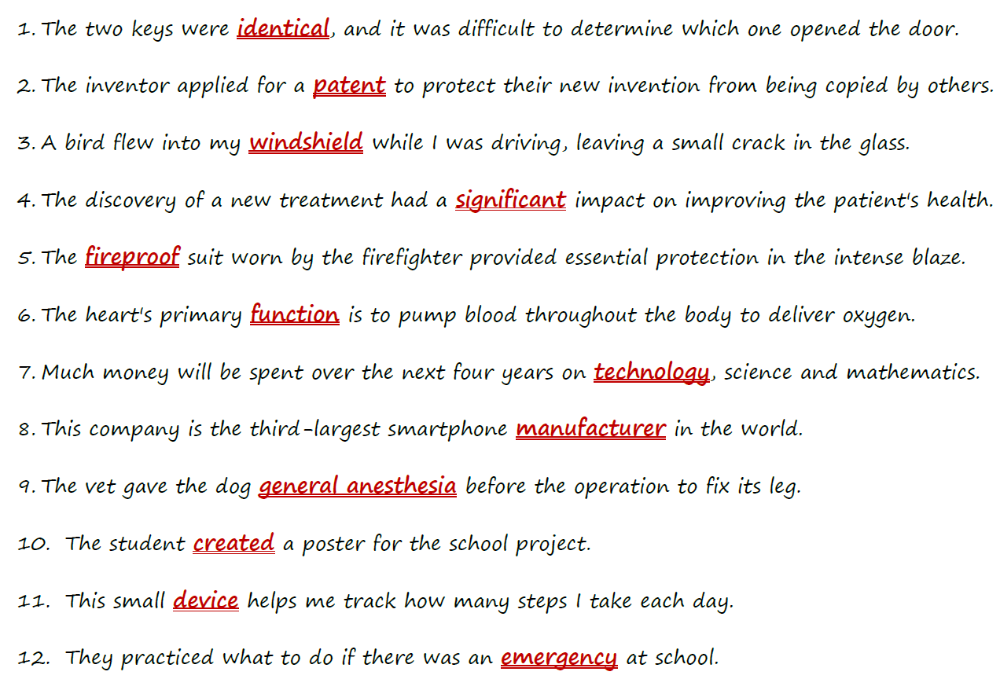 1. The two keys were identical, and it was difficult to determine which one opened the door.
2. The inventor applied for a patent to protect their new invention from being copied by others.
3. A bird flew into my windshield while I was driving, leaving a small crack in the glass.
4. The discovery of a new treatment had a significant impact on improving the patient's health.
5. The fireproof suit worn by the firefighter provided essential protection in the intense blaze.
6. The heart's primary function is to pump blood throughout the body to deliver oxygen.
7. Much money will be spent over the next four years on technology, science and mathematics.
8. This company is the third-largest smartphone manufacturer in the world.
9. The vet gave the dog general anesthesia before the operation to fix its leg.
10. The student created a poster for the school project.
11. This small device helps me track how many steps I take each day.
12. They practiced what to do if there was an emergency at school.